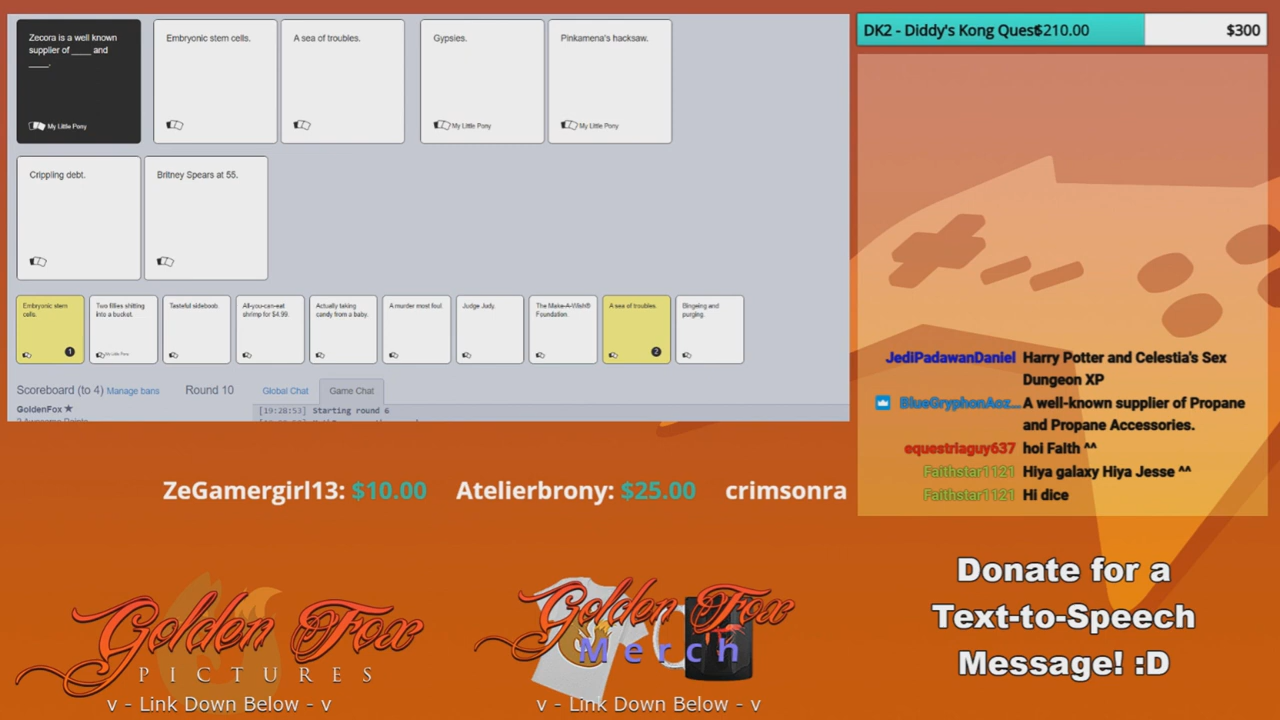 Zecora is a well known
supplier of ____ and
____.
My Little Pony
Embryonic stem cells.
A sea of troubles.
Gypsies.
My Little Pony
Pinkamena's hacksaw.
My Little Pony
Crippling debt.
Britney Spears at 55.
Embryonic stem
cells.
1
Two fillies shitting
into a bucket.
My Little Pony
Tasteful sideboob.
All-you-can-eat
shrimp for $4.99.
Actually taking
candy from a baby.
A murder most foul.
Judge Judy.
The Make-A-Wish®
Foundation.
A sea of troubles.
2
Bingeing and
purging.
Scoreboard (to 4) Manage bans
Round 10
Global Chat
Game Chat
GoldenFox ★
[19:28:53] Starting round 6
DK2 - Diddy's Kong Quest $210.00
$300
JediPadawanDaniel Harry Potter and Celestia's Sex
Dungeon XP
BlueGryphonAoz... A well-known supplier of Propane
and Propane Accessories.
equestriaguy637 hoi Faith ^^
Faithstar1121 Hiya galaxy Hiya Jesse ^^
Faithstar1121 Hi dice
ZeGamergirl13: $10.00 Atelierbrony: $25.00 crimsonra
Golden Fox
PICTURES
v - Link Down Below - v
Golden Fox
Merch
v - Link Down Below - v
Donate for a
Text-to-Speech
Message! :D